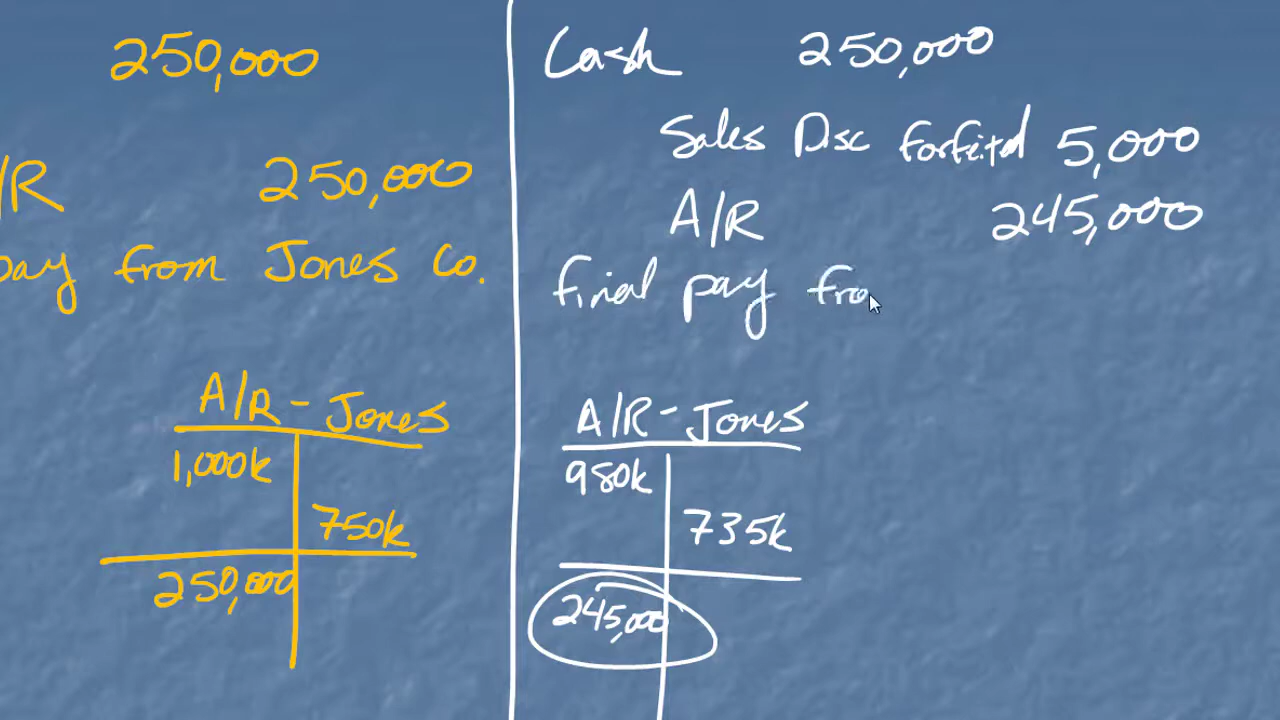 250,000
/R 250,000
pay from Jones Co.
A/R - Jones
1,000k
750k
250,000
Cash 250,000
Sales Disc Forfeited 5,000
A/R 245,000
final pay fro
A/R - Jones
980k
735k
245,000